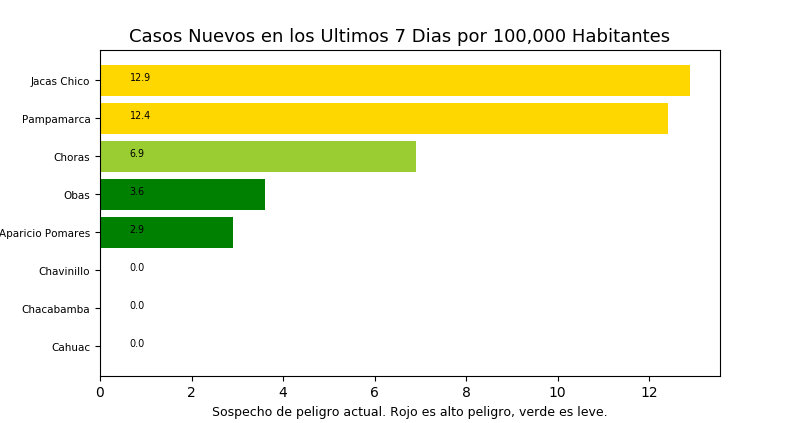 Casos Nuevos en los Ultimos 7 Dias por 100,000 Habitantes
Jacas Chico 12.9
Pampamarca 12.4
Choras 6.9
Obas 3.6
Aparicio Pomares 2.9
Chavinillo 0.0
Chacabamba 0.0
Cahuac 0.0
0 2 4 6 8 10 12
Sospecho de peligro actual. Rojo es alto peligro, verde es leve.